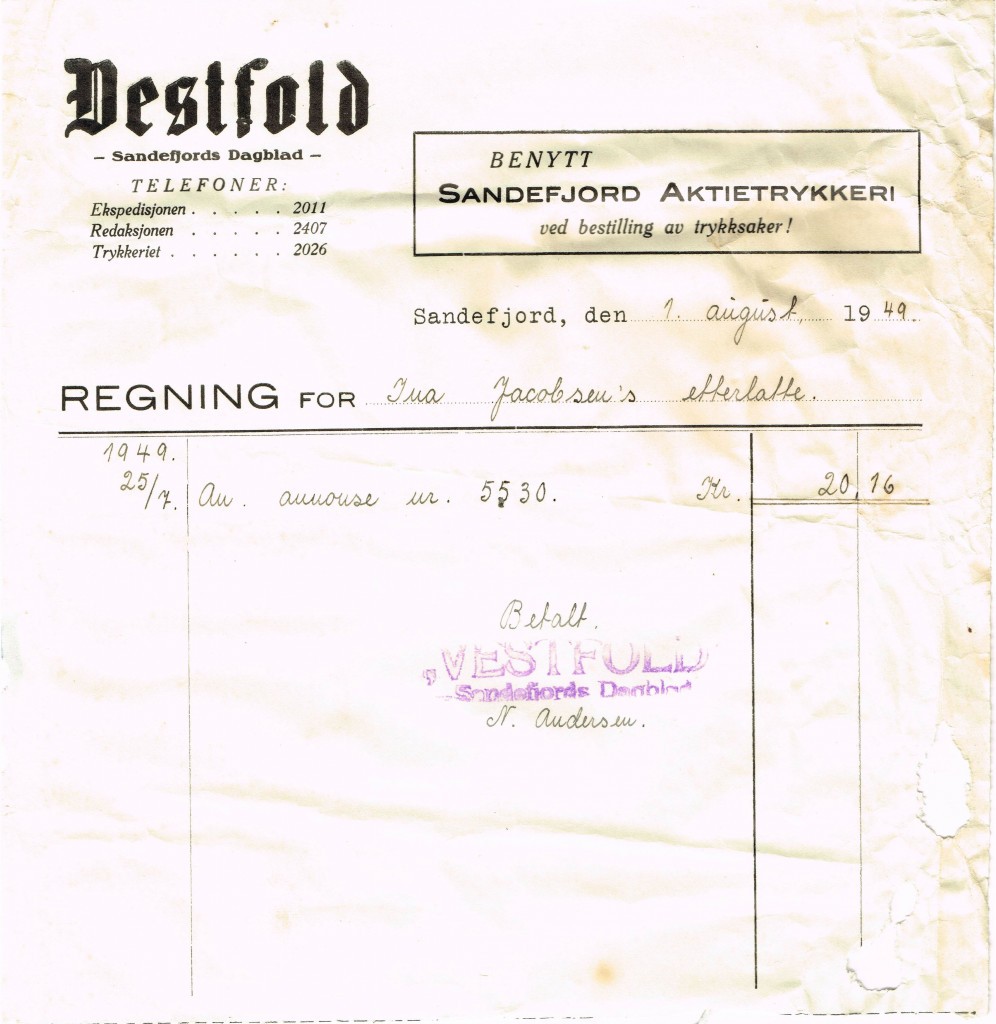 Vestfold
– Sandefjords Dagblad –
TELEFONER:
Ekspedisjonen . . . . . 2011
Redaksjonen . . . . . 2407
Trykkeriet . . . . . . 2026
BENYTT
SANDEFJORD AKTIETRYKKERI
ved bestilling av trykksaker!
Sandefjord, den 1. august, 1949.
REGNING FOR Ina Jacobsen's etterlatte.
1949.
25/7. An. annonse nr. 5530. Kr. 20,16
Betalt.
„VESTFOLD
Sandefjords Dagblad
N. Andersen.